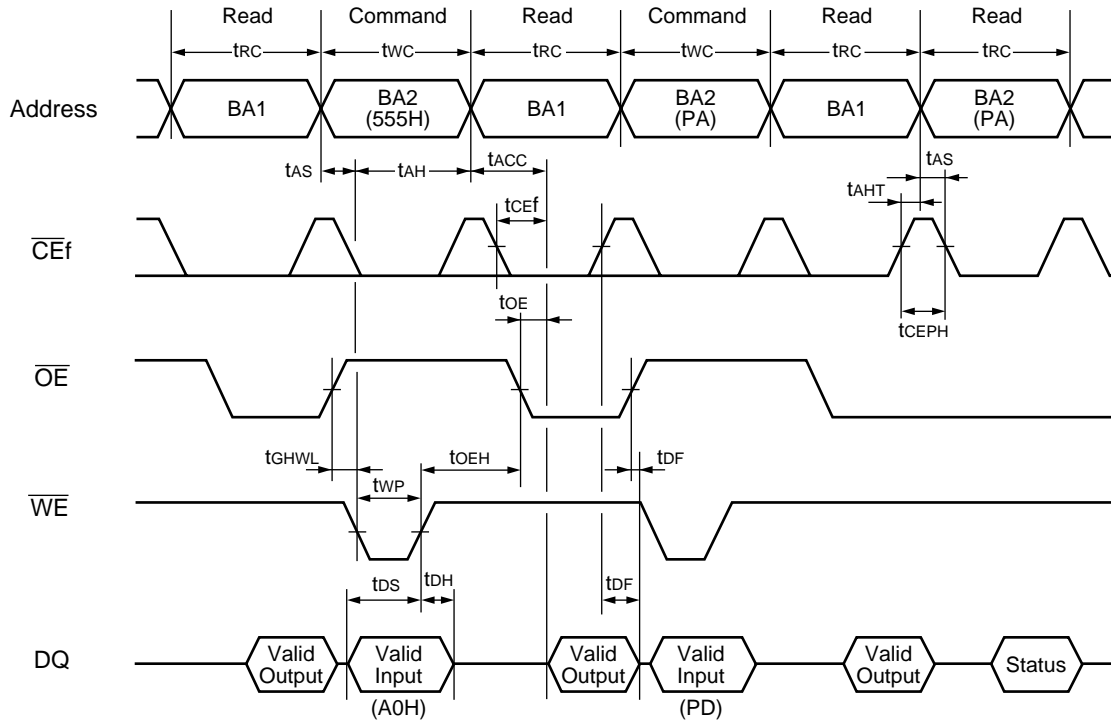 Read Command Read Command Read Read
tRC tWC tRC tWC tRC tRC
Address BA1 BA2 BA1 BA2 BA1 BA2
(555H) (PA) (PA)
tAS tAH tACC tAS
tAHT
tCEf
CEf
tOE
tCEPH
OE
tGHWL tOEH tDF
tWP
WE
tDS tDH tDF
DQ Valid Valid Valid Valid Valid Status
Output Input Output Input Output
(A0H) (PD)